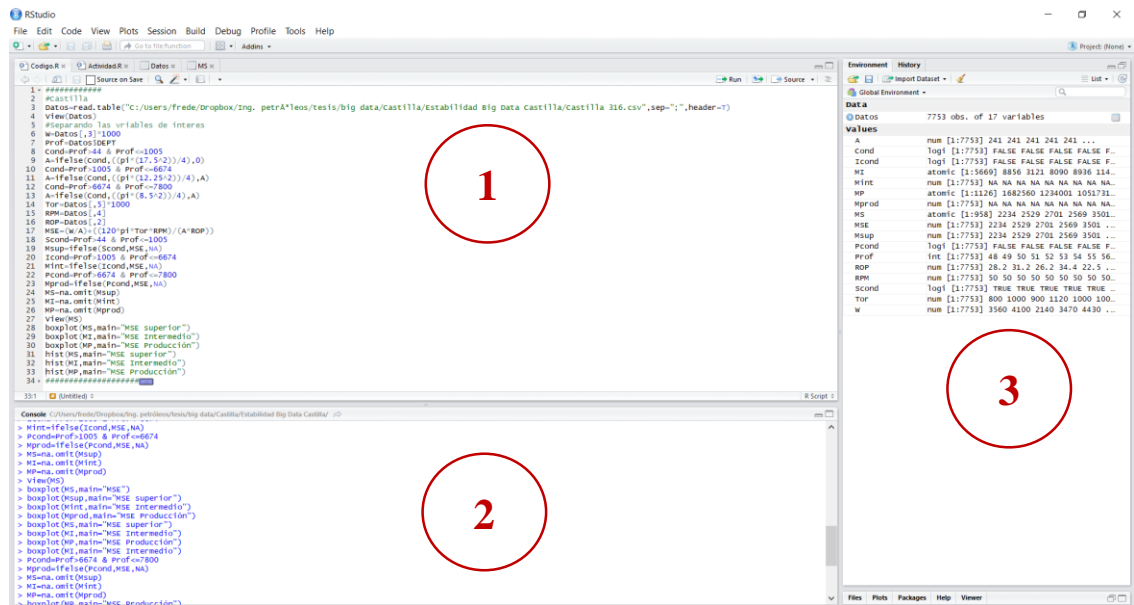 RStudio
File Edit Code View Plots Session Build Debug Profile Tools Help
Go to file/function Addins
Project: (None)
Codigo.R Actividad.R Datos MS
Source on Save Run Source
1 ############
2 #Castilla
3 Datos=read.table("C:/Users/frede/Dropbox/Ing. petrÃ³leos/tesis/big data/Castilla/Estabilidad Big Data Castilla/Castilla 316.csv",sep=";",header=T)
4 View(Datos)
5 #Separando las vriables de interes
6 W=Datos[,3]*1000
7 Prof=Datos$DEPT
8 Cond=Prof>44 & Prof<=1005
9 A=ifelse(Cond,((pi*(17.5^2))/4),0)
10 Cond=Prof>1005 & Prof<=6674
11 A=ifelse(Cond,((pi*(12.25^2))/4),A)
12 Cond=Prof>6674 & Prof<=7800
13 A=ifelse(Cond,((pi*(8.5^2))/4),A)
14 Tor=Datos[,5]*1000
15 RPM=Datos[,4]
16 ROP=Datos[,2]
17 MSE=(W/A)+((120*pi*Tor*RPM)/(A*ROP))
18 Scond=Prof>44 & Prof<=1005
19 Msup=ifelse(Scond,MSE,NA)
20 Icond=Prof>1005 & Prof<=6674
21 Mint=ifelse(Icond,MSE,NA)
22 Pcond=Prof>6674 & Prof<=7800
23 Mprod=ifelse(Pcond,MSE,NA)
24 MS=na.omit(Msup)
25 MI=na.omit(Mint)
26 MP=na.omit(Mprod)
27 View(MS)
28 boxplot(MS,main="MSE superior")
29 boxplot(MI,main="MSE Intermedio")
30 boxplot(MP,main="MSE Producción")
31 hist(MS,main="MSE superior")
32 hist(MI,main="MSE Intermedio")
33 hist(MP,main="MSE Producción")
34 #####################
33:1 (Untitled) R Script
1
Console C:/Users/frede/Dropbox/Ing. petróleos/tesis/big data/Castilla/Estabilidad Big Data Castilla/
> Mint=ifelse(Icond,MSE,NA)
> Pcond=Prof>1005 & Prof<=6674
> Mprod=ifelse(Pcond,MSE,NA)
> MS=na.omit(Msup)
> MI=na.omit(Mint)
> MP=na.omit(Mprod)
> View(MS)
> boxplot(MS,main="MSE")
> boxplot(Msup,main="MSE superior")
> boxplot(Mint,main="MSE Intermedio")
> boxplot(Mprod,main="MSE Producción")
> boxplot(MS,main="MSE superior")
> boxplot(MI,main="MSE Intermedio")
> boxplot(MP,main="MSE Producción")
> boxplot(MI,main="MSE Intermedio")
> Pcond=Prof>6674 & Prof<=7800
> Mprod=ifelse(Pcond,MSE,NA)
> MS=na.omit(Msup)
> MI=na.omit(Mint)
> MP=na.omit(Mprod)
> boxplot(MP,main="MSE Producción")
2
Environment History
Import Dataset List
Global Environment
Data
Datos 7753 obs. of 17 variables
Values
A num [1:7753] 241 241 241 241 241 ...
Cond logi [1:7753] FALSE FALSE FALSE FALSE F…
Icond logi [1:7753] FALSE FALSE FALSE FALSE F…
MI atomic [1:5669] 8856 3121 8090 8936 114…
Mint num [1:7753] NA NA NA NA NA NA NA NA NA…
MP atomic [1:1126] 1682560 1234001 1051731…
Mprod num [1:7753] NA NA NA NA NA NA NA NA NA…
MS atomic [1:958] 2234 2529 2701 2569 3501…
MSE num [1:7753] 2234 2529 2701 2569 3501 …
Msup num [1:7753] 2234 2529 2701 2569 3501 …
Pcond logi [1:7753] FALSE FALSE FALSE FALSE F…
Prof int [1:7753] 48 49 50 51 52 53 54 55 56…
ROP num [1:7753] 28.2 31.2 26.2 34.4 22.5 ...
RPM num [1:7753] 50 50 50 50 50 50 50 50 50…
Scond logi [1:7753] TRUE TRUE TRUE TRUE TRUE …
Tor num [1:7753] 800 1000 900 1120 1000 100…
W num [1:7753] 3560 4100 2140 3470 4430 ...
3
Files Plots Packages Help Viewer